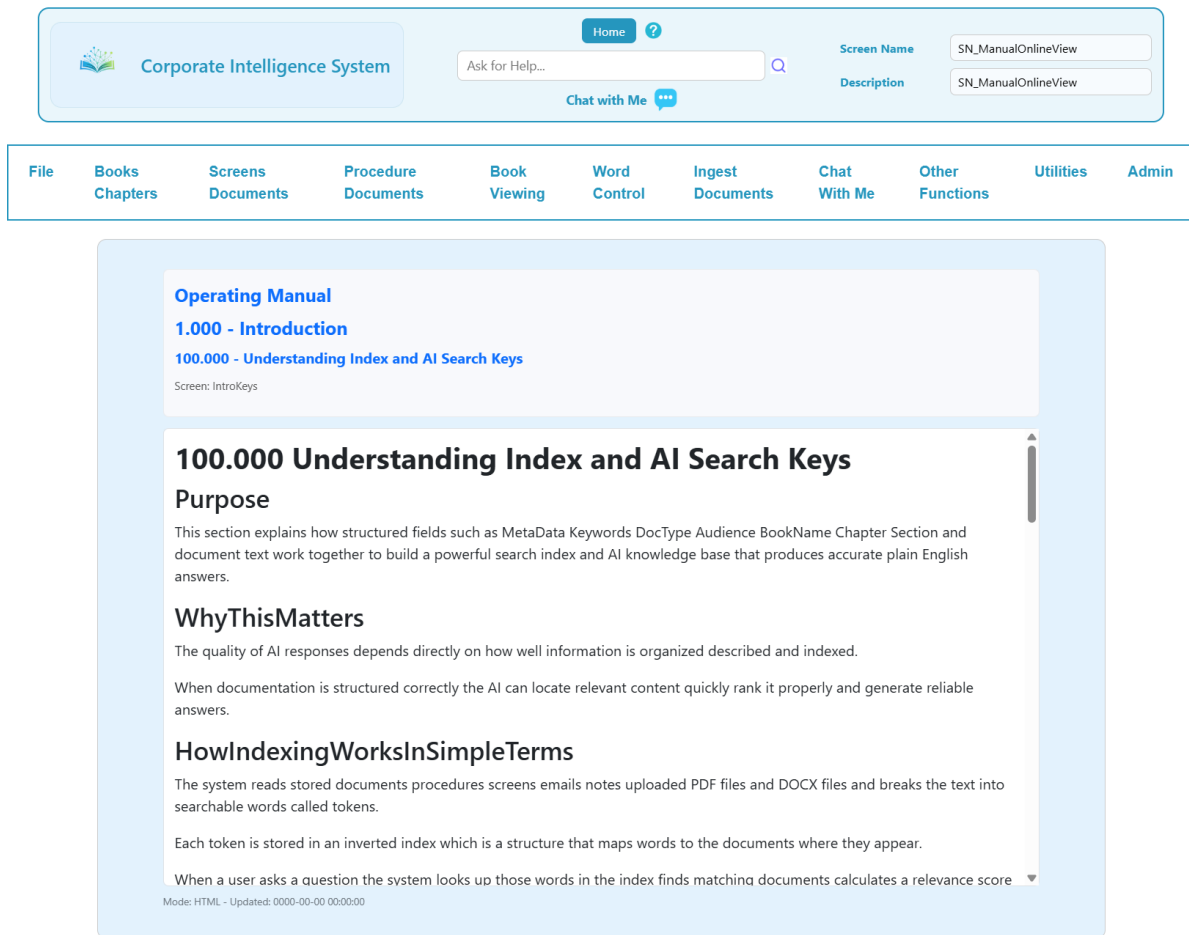 Home ?
Corporate Intelligence System
Ask for Help...
Chat with Me
Screen Name SN_ManualOnlineView
Description SN_ManualOnlineView
File Books Chapters Screens Documents Procedure Documents Book Viewing Word Control Ingest Documents Chat With Me Other Functions Utilities Admin
Operating Manual
1.000 - Introduction
100.000 - Understanding Index and AI Search Keys
Screen: IntroKeys
100.000 Understanding Index and AI Search Keys
Purpose
This section explains how structured fields such as MetaData Keywords DocType Audience BookName Chapter Section and
document text work together to build a powerful search index and AI knowledge base that produces accurate plain English
answers.
WhyThisMatters
The quality of AI responses depends directly on how well information is organized described and indexed.
When documentation is structured correctly the AI can locate relevant content quickly rank it properly and generate reliable
answers.
HowIndexingWorksInSimpleTerms
The system reads stored documents procedures screens emails notes uploaded PDF files and DOCX files and breaks the text into
searchable words called tokens.
Each token is stored in an inverted index which is a structure that maps words to the documents where they appear.
When a user asks a question the system looks up those words in the index finds matching documents calculates a relevance score
Mode: HTML - Updated: 0000-00-00 00:00:00